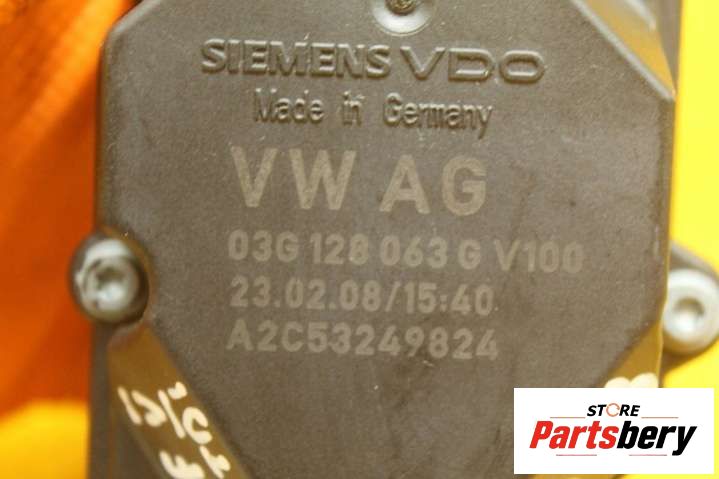 SIEMENS VDO
Made in Germany
VW AG
03G 128 063 G V100
23.02.08/15:40
A2C53249824
STORE
Partsbery